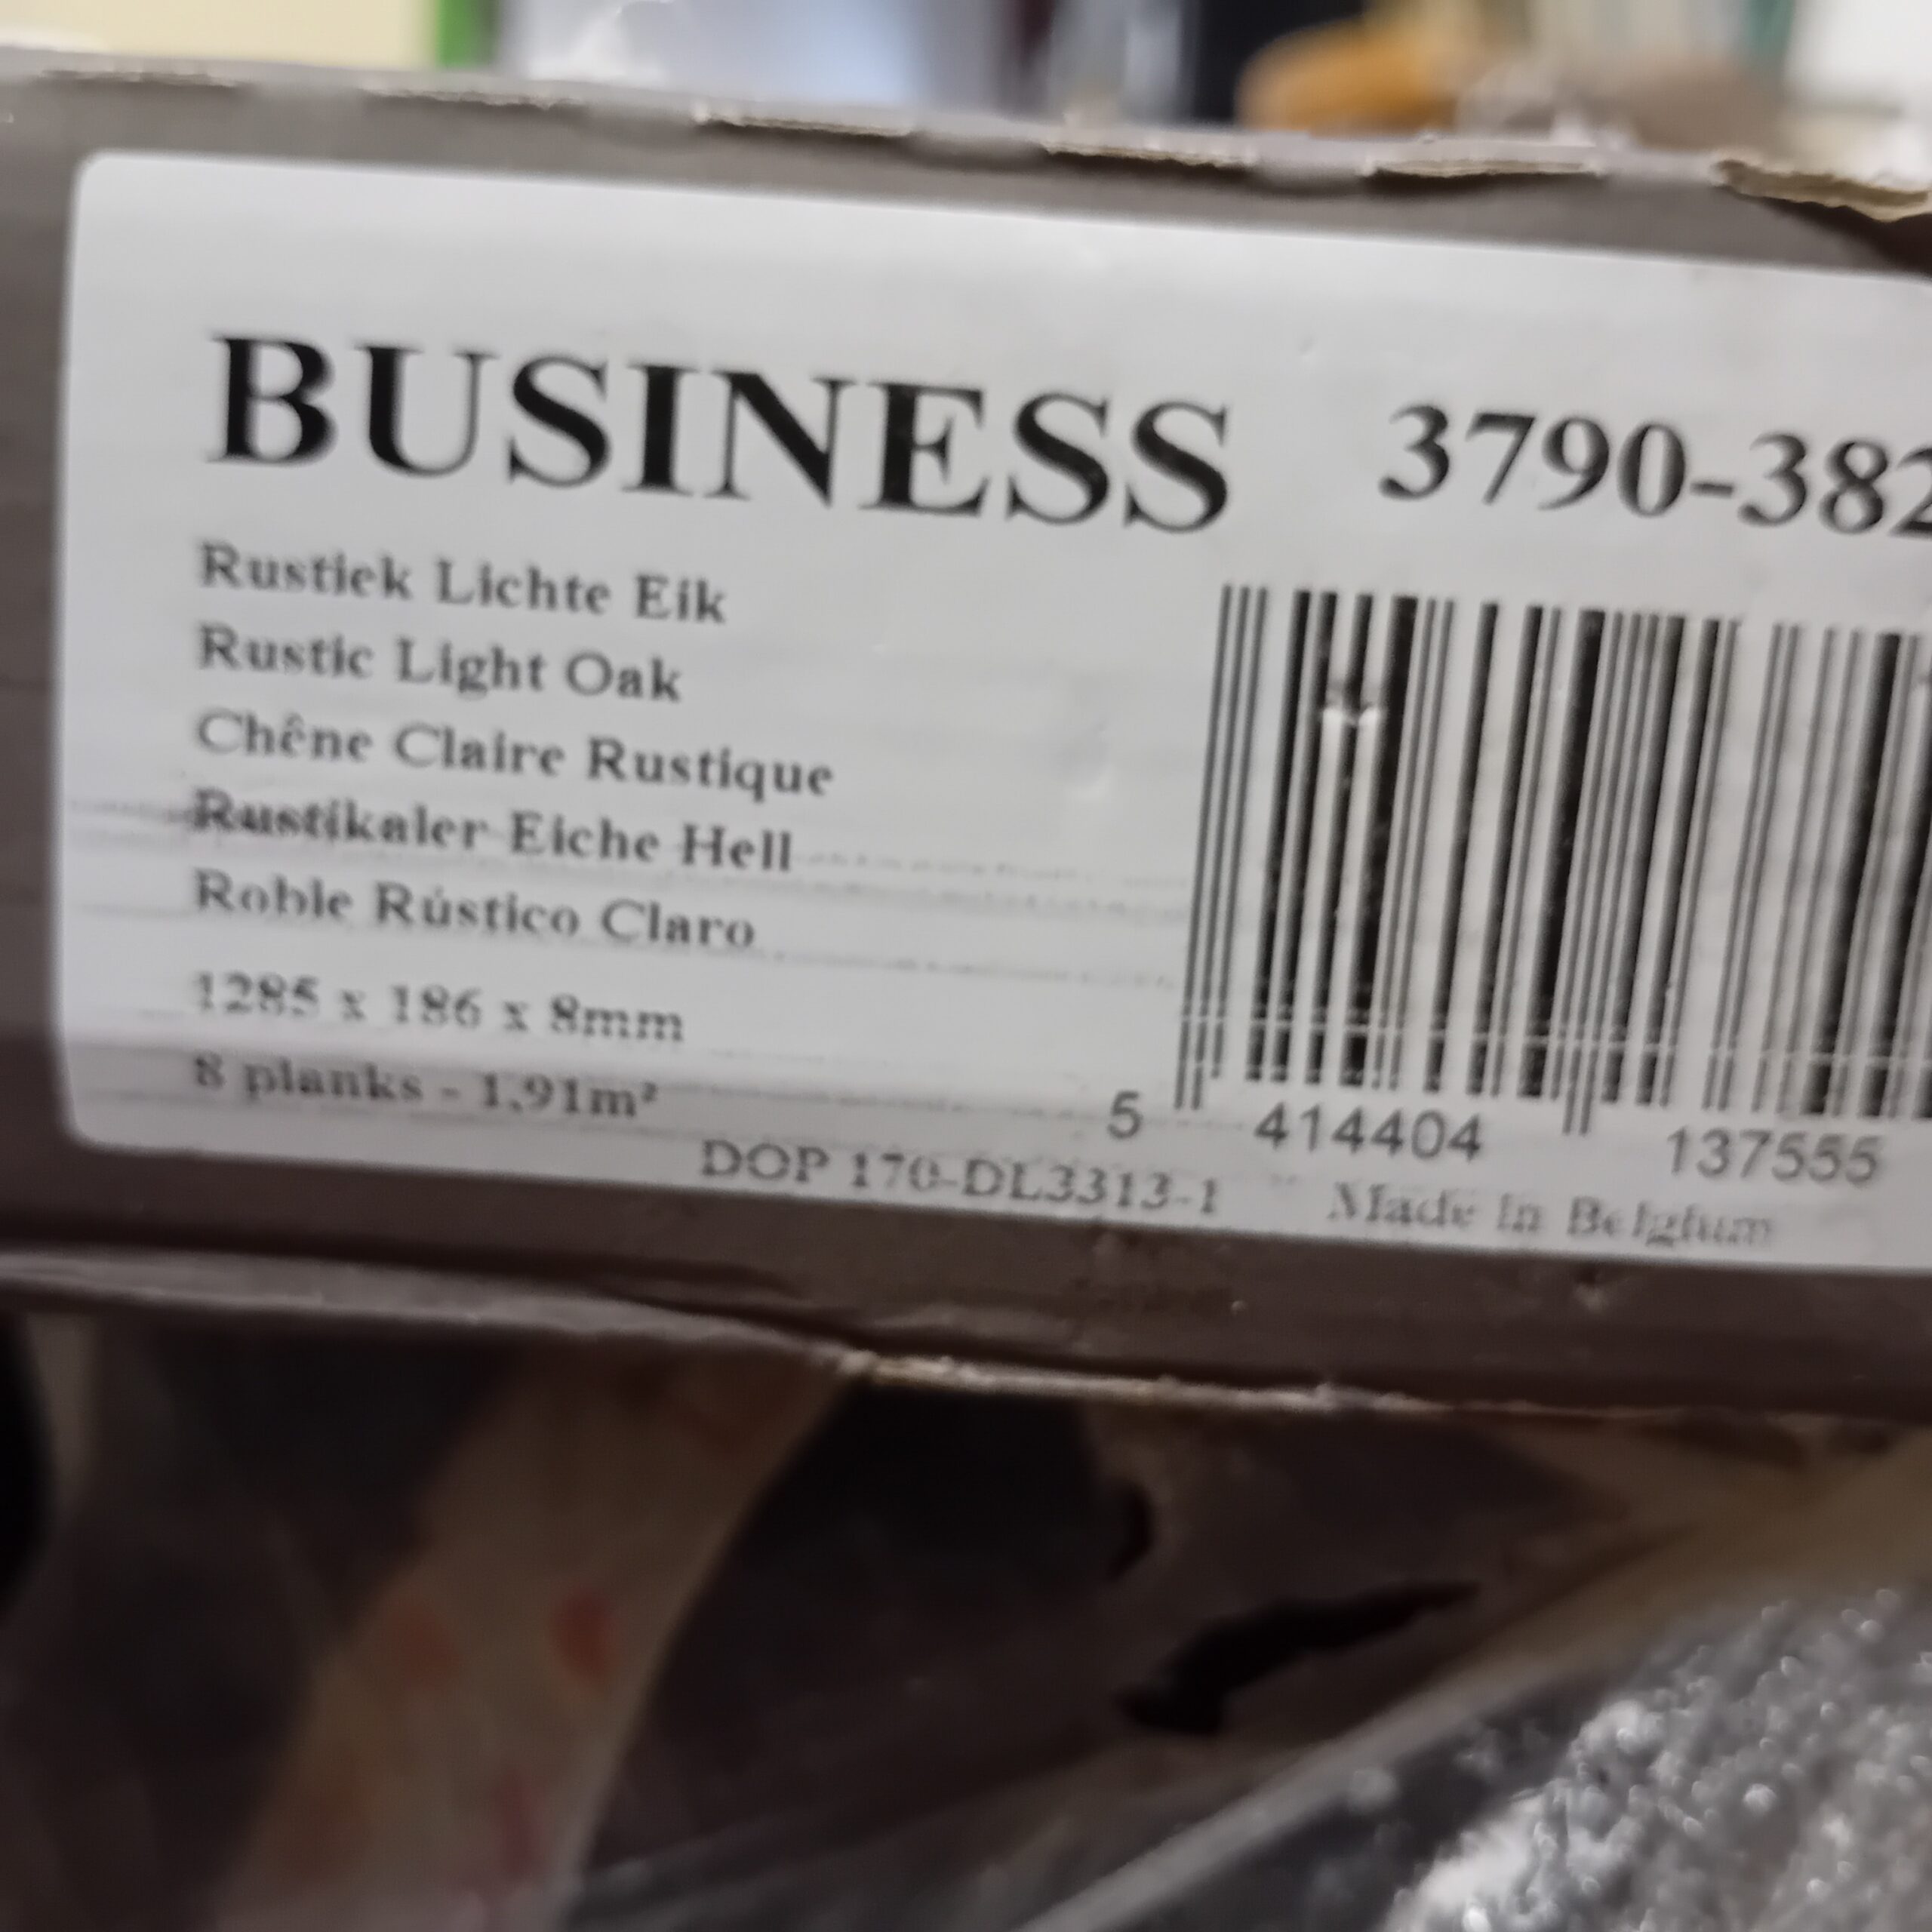 BUSINESS 3790-382
Rustiek Lichte Eik
Rustic Light Oak
Chêne Claire Rustique
Rustikaler Eiche Hell
Roble Rústico Claro
1285 x 186 x 8mm
8 planks - 1,91m²
5 414404 137555
DOP 170-DL3313-1 Made in Belgium